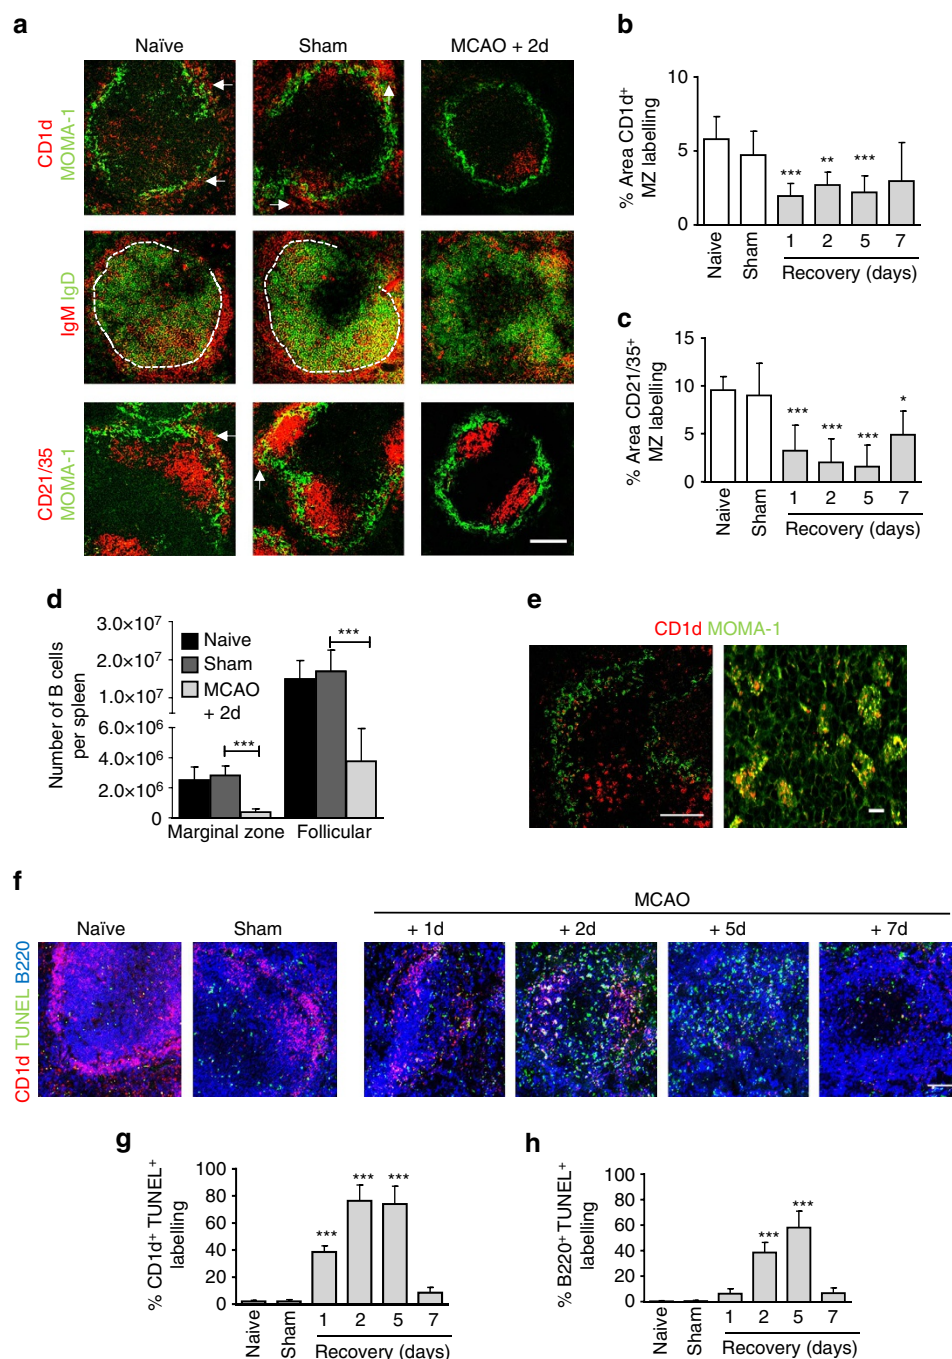 a
Naïve Sham MCAO + 2d
CD1d
MOMA-1
IgM IgD
CD21/35
MOMA-1
b
% Area CD1d⁺
MZ labelling
10
5
0
*** ** ***
Naive Sham 1 2 5 7
Recovery (days)
c
% Area CD21/35⁺
MZ labelling
15
10
5
0
*** *** *** *
Naive Sham 1 2 5 7
Recovery (days)
d
Number of B cells
per spleen
3.0×10⁷
2.0×10⁷
1.0×10⁷
6.0×10⁶
4.0×10⁶
2.0×10⁶
0
Naive
Sham
MCAO
+ 2d
***
***
Marginal zone Follicular
e
CD1d MOMA-1
f
MCAO
Naïve Sham + 1d + 2d + 5d + 7d
CD1d TUNEL B220
g
% CD1d⁺ TUNEL⁺
labelling
100
80
60
40
20
0
*** *** ***
Naive Sham 1 2 5 7
Recovery (days)
h
% B220⁺ TUNEL⁺
labelling
100
80
60
40
20
0
*** ***
Naive Sham 1 2 5 7
Recovery (days)